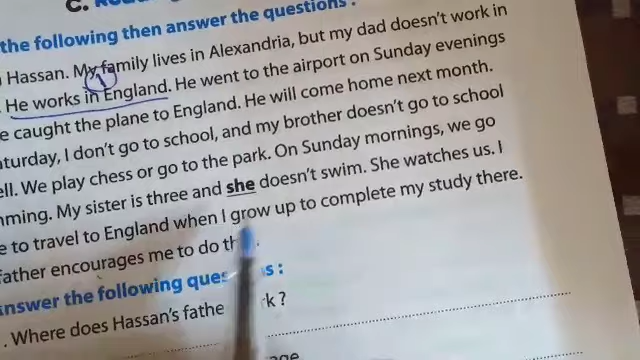 C.
the following then answer the questions :
Hassan. My family lives in Alexandria, but my dad doesn't work in
. He works in England. He went to the airport on Sunday evenings
e caught the plane to England. He will come home next month.
aturday, I don't go to school, and my brother doesn't go to school
ell. We play chess or go to the park. On Sunday mornings, we go
mming. My sister is three and she doesn't swim. She watches us. I
e to travel to England when I grow up to complete my study there.
father encourages me to do
answer the following :
. Where does Hassan's ?
1